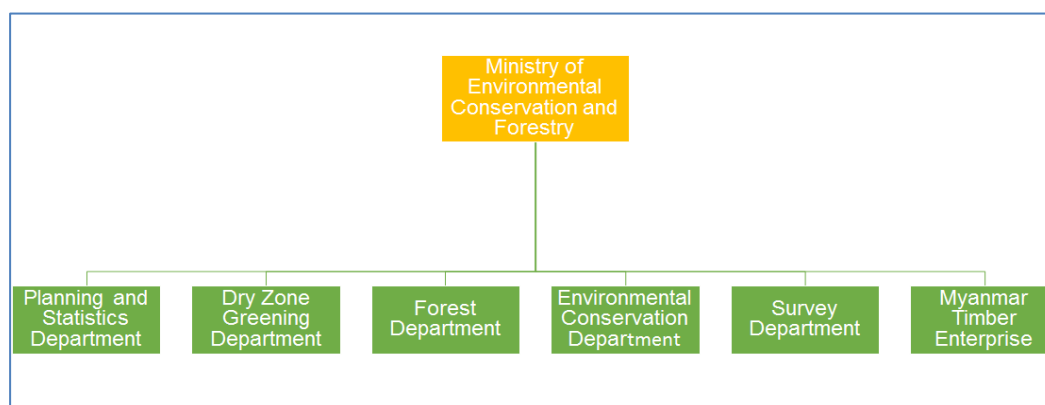 Ministry of
Environmental
Conservation and
Forestry
Planning and
Statistics
Department
Dry Zone
Greening
Department
Forest
Department
Environmental
Conservation
Department
Survey
Department
Myanmar
Timber
Enterprise